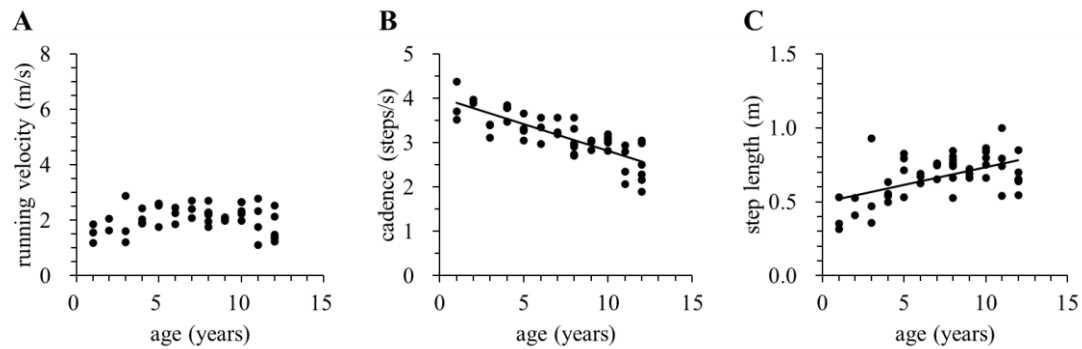 A
running velocity (m/s)
8
6
4
2
0
0 5 10 15
age (years)
B
cadence (steps/s)
5
4
3
2
1
0
0 5 10 15
age (years)
C
step length (m)
1.5
1.0
0.5
0.0
0 5 10 15
age (years)